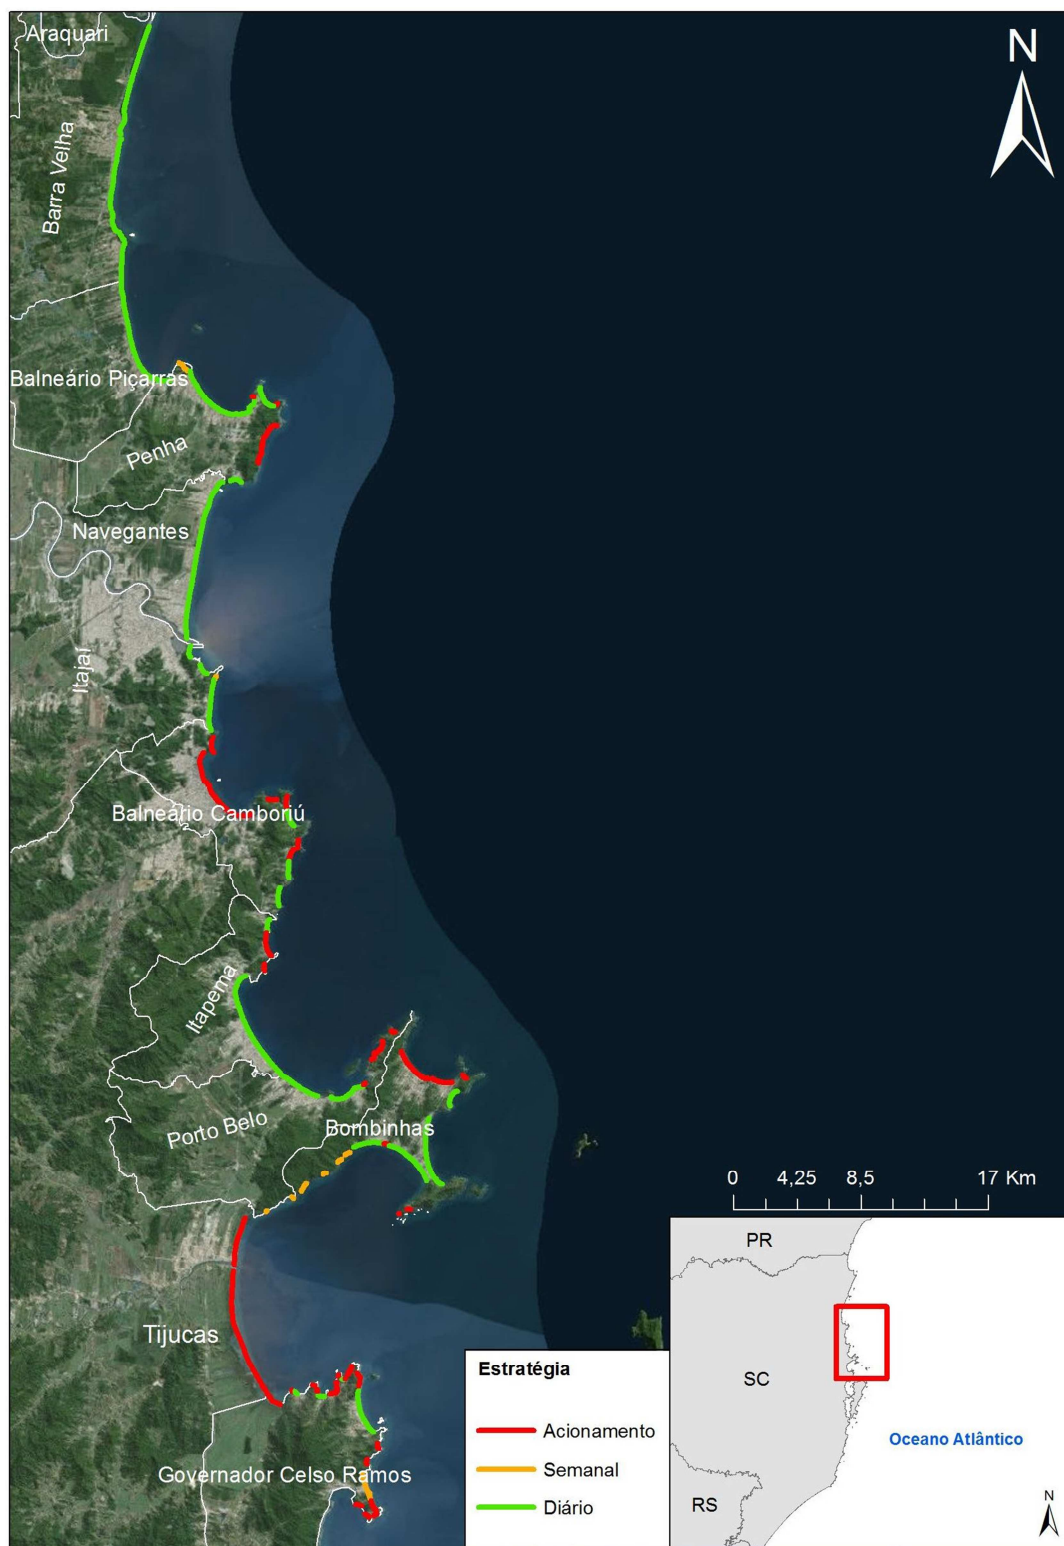 Araquari
N
Barra Velha
Balneário Piçarras
Penha
Navegantes
Itajaí
Balneário Camboriú
Itapema
Porto Belo
Bombinhas
0 4,25 8,5 17 Km
Tijucas
Governador Celso Ramos
Estratégia
Acionamento
Semanal
Diário
PR
SC
Oceano Atlântico
RS
N